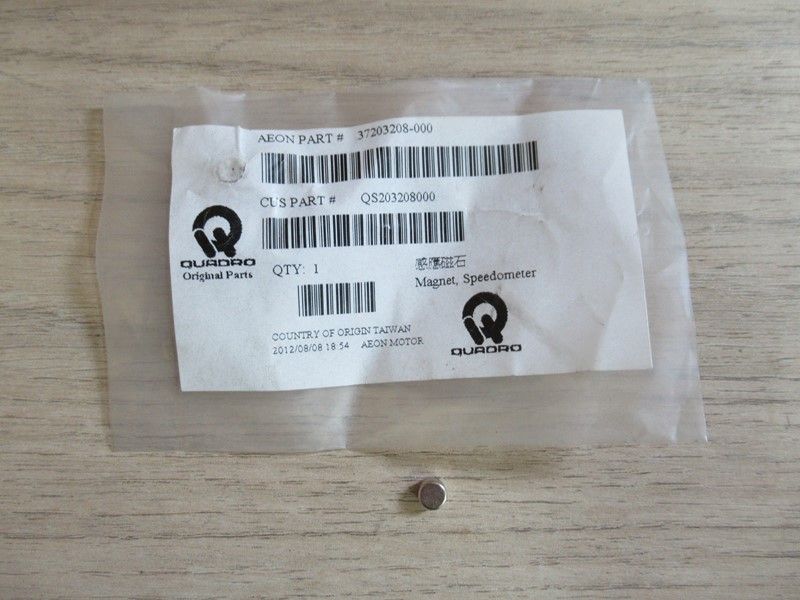 AEON PART # 37203208-000
CUS PART # QS203208000
QUADRO
Original Parts
QTY: 1
感應磁石
Magnet, Speedometer
COUNTRY OF ORIGIN TAIWAN
2012/08/08 18:54 AEON MOTOR
QUADRO